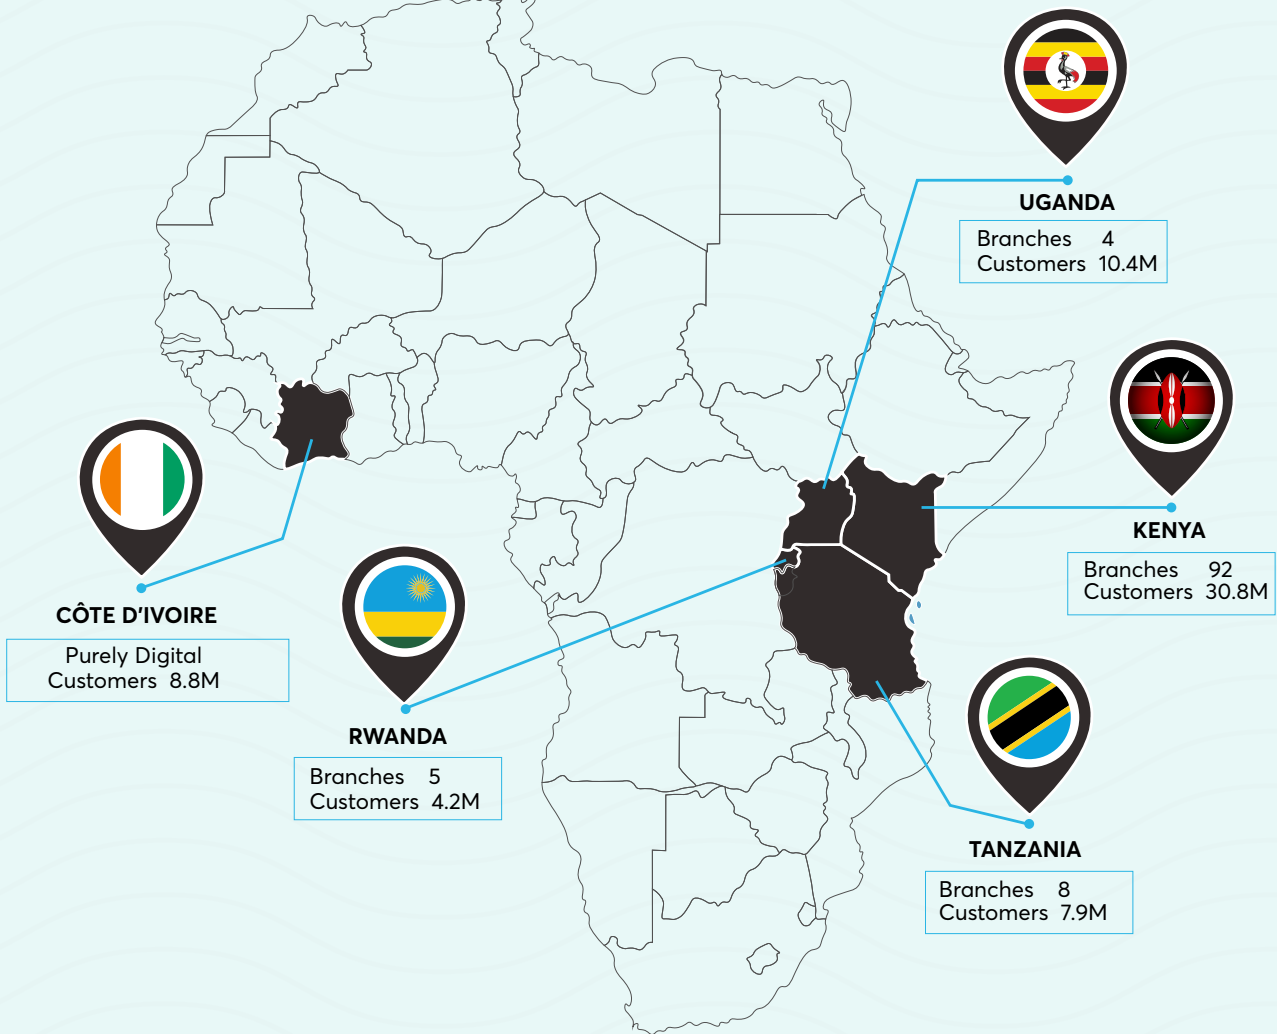 UGANDA
Branches 4
Customers 10.4M
KENYA
Branches 92
Customers 30.8M
CÔTE D'IVOIRE
Purely Digital
Customers 8.8M
RWANDA
Branches 5
Customers 4.2M
TANZANIA
Branches 8
Customers 7.9M